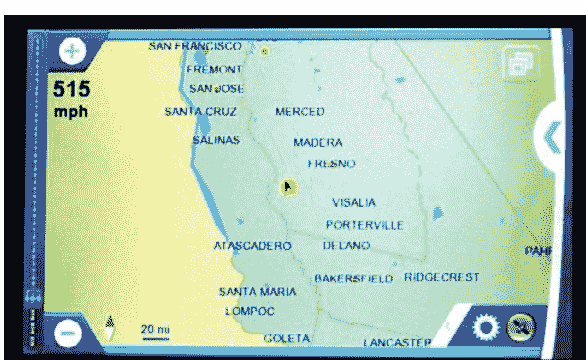 SAN FRANCISCO
FREMONT
515
SAN JOSE
mph
SANTA CRUZ
MERCED
SALINAS
MADERA
FRESNO
VISALIA
PORTERVILLE
ATASCADERO
DELANO
BAKERSFIELD
RIDGECREST
SANTA MARIA
LOMPOC
20 mi
GOLETA
LANCASTER